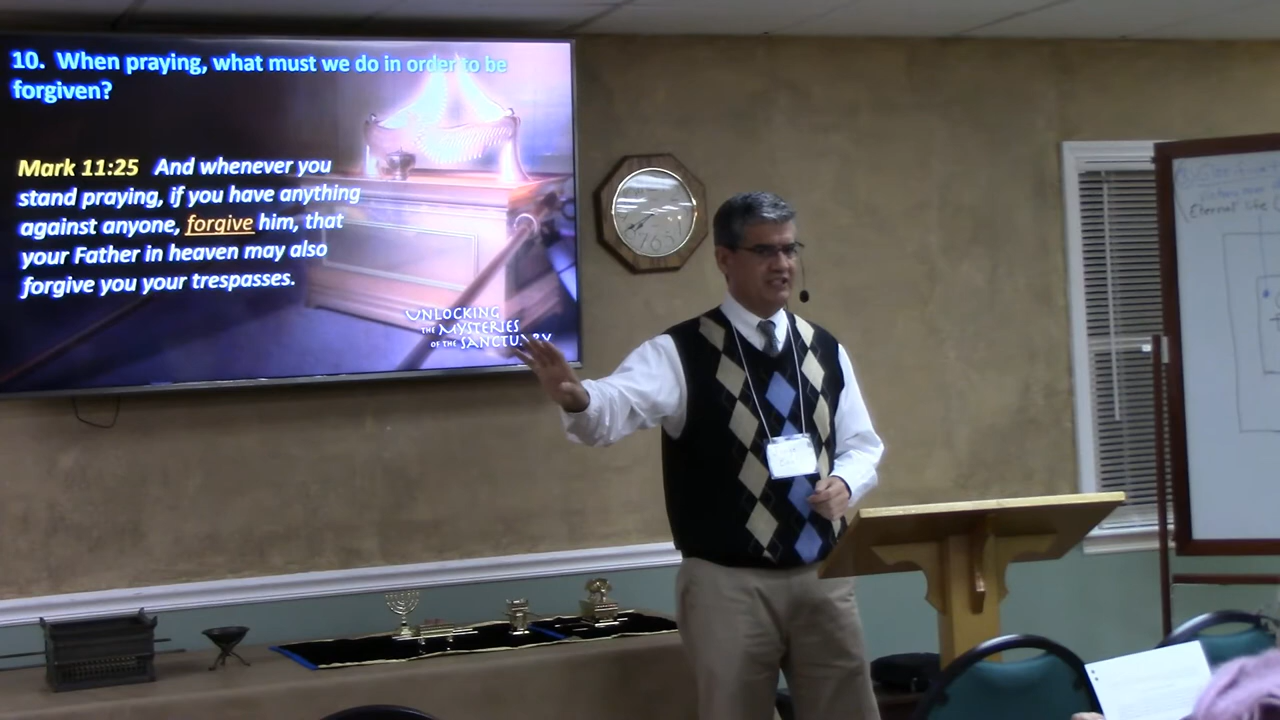 10. When praying, what must we do in order to be
forgiven?
Mark 11:25 And whenever you
stand praying, if you have anything
against anyone, forgive him, that
your Father in heaven may also
forgive you your trespasses.
UNLOCKING
THE MYSTERIES
OF THE SANCTUARY
Eternal life